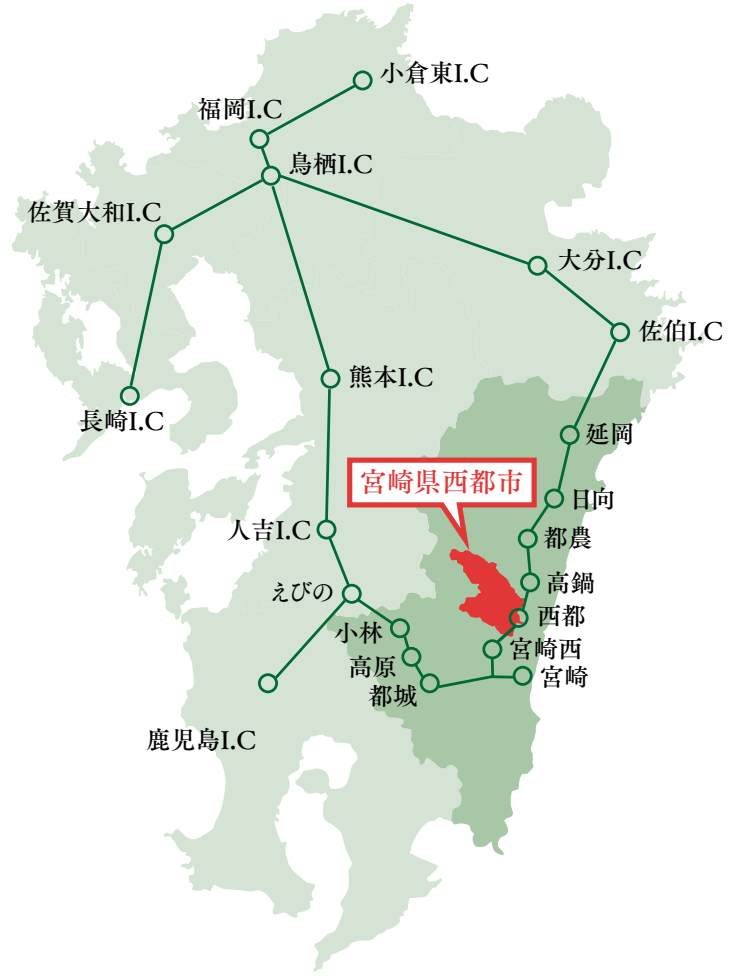 小倉東I.C
福岡I.C
鳥栖I.C
佐賀大和I.C
大分I.C
佐伯I.C
熊本I.C
長崎I.C
延岡
宮崎県西都市
日向
人吉I.C
都農
高鍋
えびの
西都
小林
宮崎西
高原
宮崎
都城
鹿児島I.C